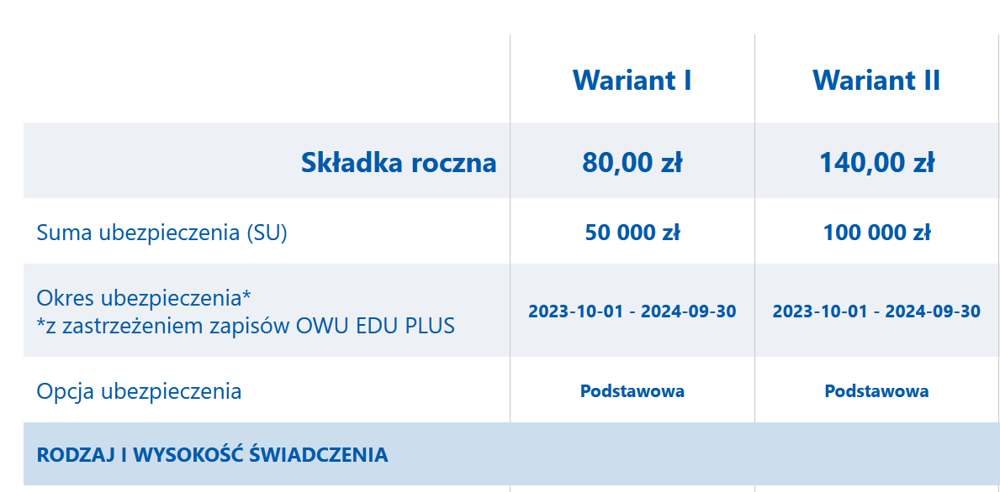 Wariant I Wariant II
Składka roczna 80,00 zł 140,00 zł
Suma ubezpieczenia (SU) 50 000 zł 100 000 zł
Okres ubezpieczenia*
*z zastrzeżeniem zapisów OWU EDU PLUS 2023-10-01 - 2024-09-30 2023-10-01 - 2024-09-30
Opcja ubezpieczenia Podstawowa Podstawowa
RODZAJ I WYSOKOŚĆ ŚWIADCZENIA